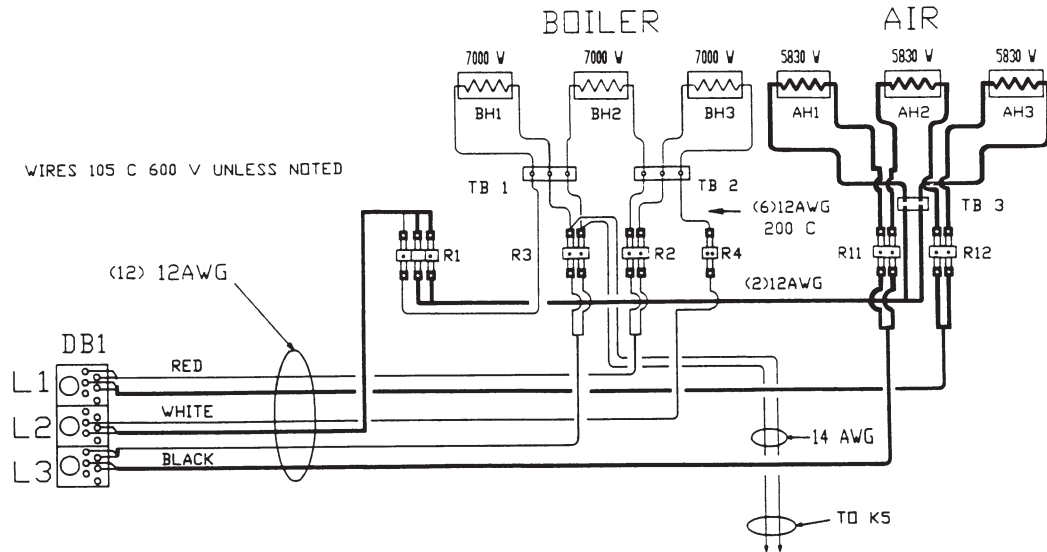 BOILER AIR
7000 W 7000 W 7000 W 5830 W 5830 W 5830 W
BH1 BH2 BH3 AH1 AH2 AH3
WIRES 105 C 600 V UNLESS NOTED
TB 1 TB 2 TB 3
(6)12AWG
200 C
R1 R3 R2 R4 R11 R12
(12) 12AWG
(2)12AWG
DB1
RED
L1
WHITE
L2
14 AWG
BLACK
L3
TO K5